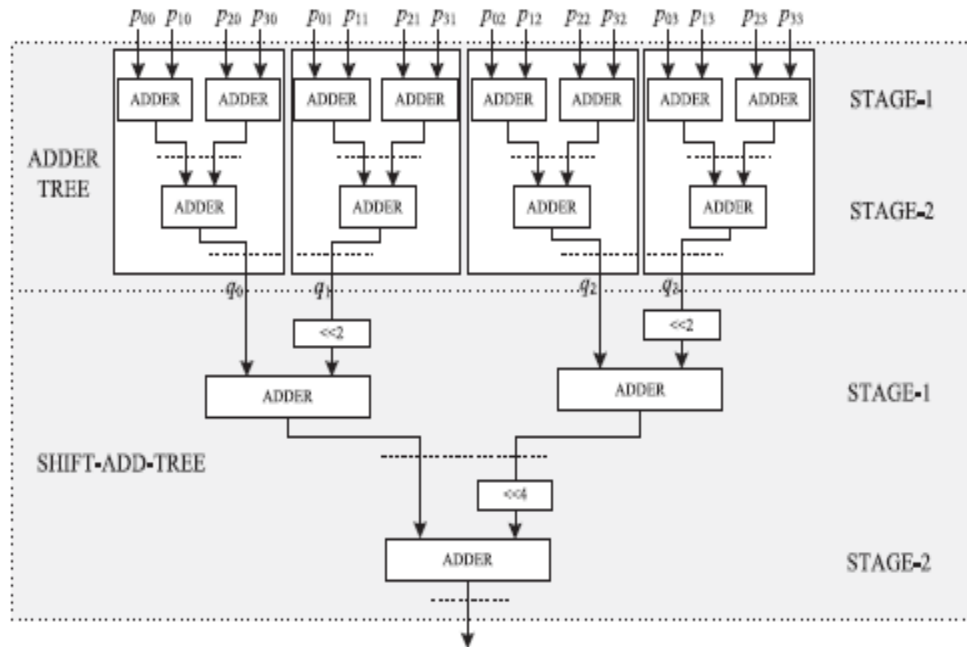 p00 p10 p20 p30 p01 p11 p21 p31 p02 p12 p22 p32 p03 p13 p23 p33
ADDER ADDER ADDER ADDER ADDER ADDER ADDER ADDER STAGE-1
ADDER TREE
ADDER ADDER ADDER ADDER STAGE-2
q0 q1 q2 q3
<<2 <<2
ADDER ADDER STAGE-1
SHIFT-ADD-TREE
<<4
ADDER STAGE-2